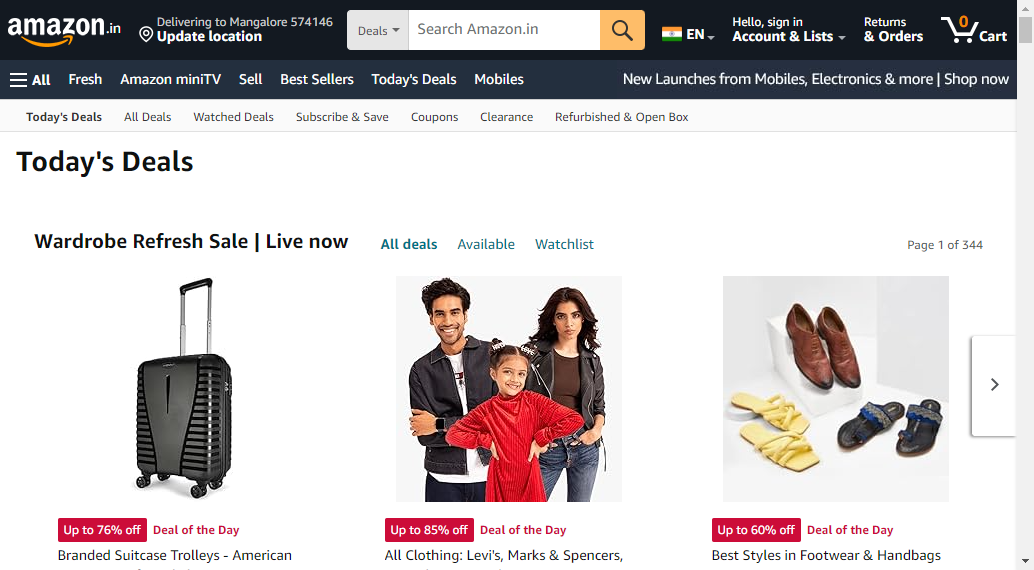 amazon.in
Delivering to Mangalore 574146
Update location
Deals
Search Amazon.in
EN
Hello, sign in
Account & Lists
Returns
& Orders
0
Cart
All
Fresh
Amazon miniTV
Sell
Best Sellers
Today's Deals
Mobiles
New Launches from Mobiles, Electronics & more | Shop now
Today's Deals
All Deals
Watched Deals
Subscribe & Save
Coupons
Clearance
Refurbished & Open Box
Today's Deals
Wardrobe Refresh Sale | Live now
All deals
Available
Watchlist
Page 1 of 344
Up to 76% off Deal of the Day
Branded Suitcase Trolleys - American
Up to 85% off Deal of the Day
All Clothing: Levi's, Marks & Spencers,
Up to 60% off Deal of the Day
Best Styles in Footwear & Handbags